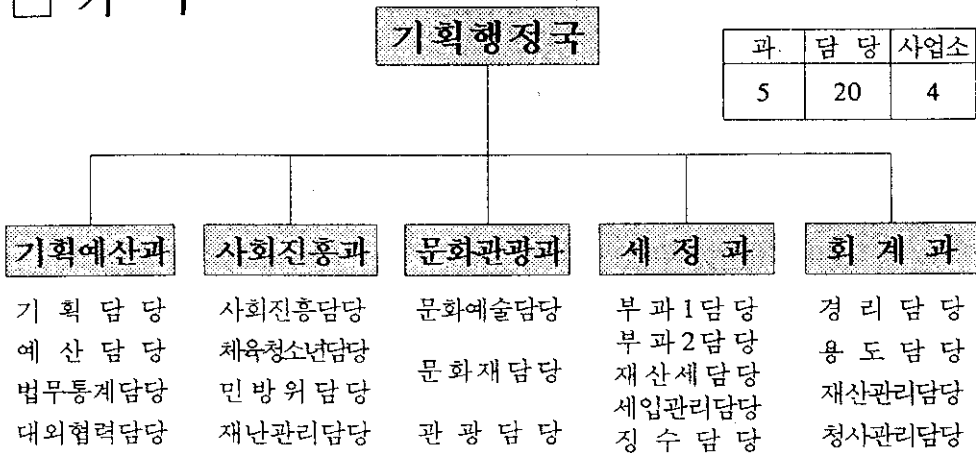 기획행정국
과 담 당 사업소
5 20 4
기획예산과 사회진흥과 문화관광과 세 정 과 회 계 과
기 획 담 당 사회진흥담당 문화예술담당 부 과 1 담 당 경 리 담 당
예 산 담 당 체육청소년담당 문화재담당 부 과 2 담 당 용 도 담 당
법무통계담당 민방위담당 관 광 담 당 재산세담당 재산관리담당
대외협력담당 재난관리담당 세입관리담당 청사관리담당
징 수 담 당